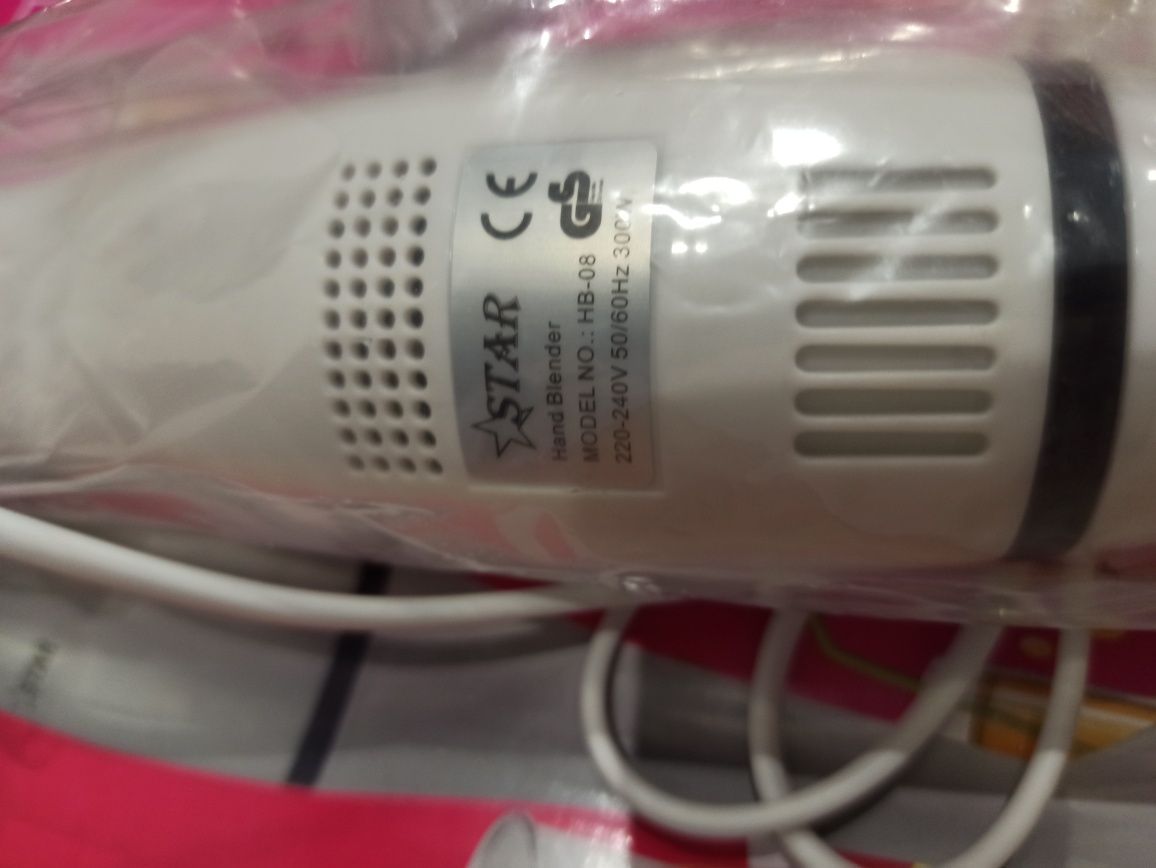 STAR
CE
Hand Blender
MODEL NO.: HB-08
GS
220-240V 50/60Hz 300W